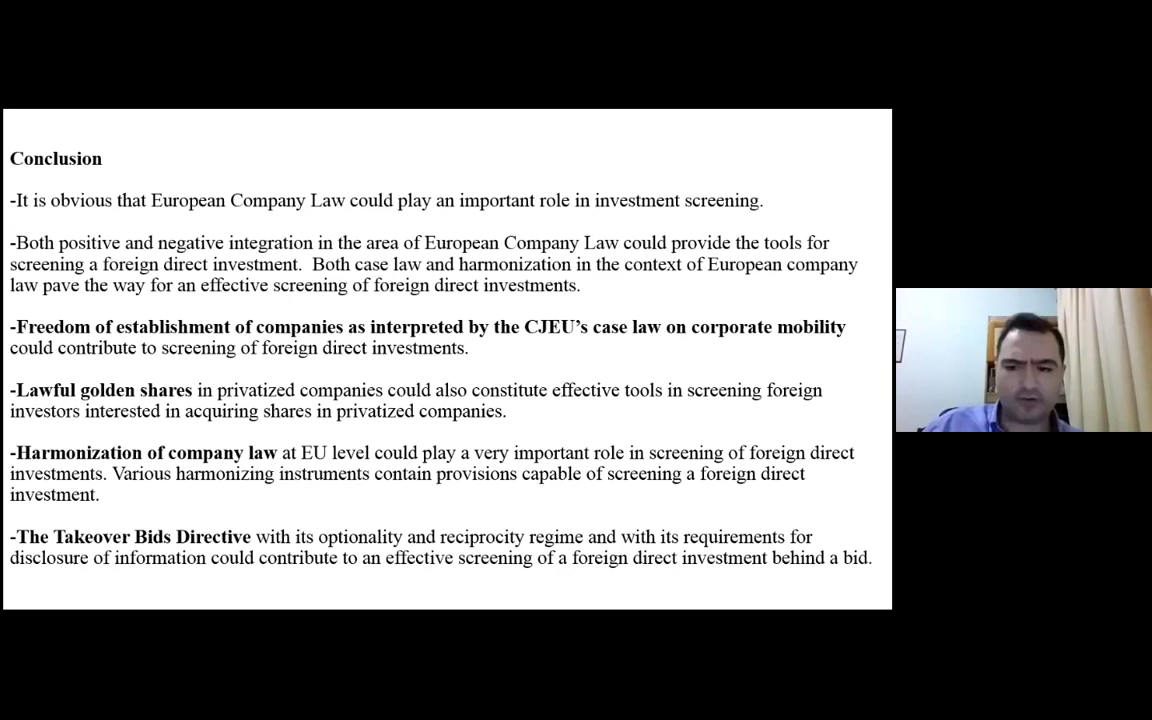 Conclusion
-It is obvious that European Company Law could play an important role in investment screening.
-Both positive and negative integration in the area of European Company Law could provide the tools for
screening a foreign direct investment.  Both case law and harmonization in the context of European company
law pave the way for an effective screening of foreign direct investments.
-Freedom of establishment of companies as interpreted by the CJEU’s case law on corporate mobility
could contribute to screening of foreign direct investments.
-Lawful golden shares in privatized companies could also constitute effective tools in screening foreign
investors interested in acquiring shares in privatized companies.
-Harmonization of company law at EU level could play a very important role in screening of foreign direct
investments. Various harmonizing instruments contain provisions capable of screening a foreign direct
investment.
-The Takeover Bids Directive with its optionality and reciprocity regime and with its requirements for
disclosure of information could contribute to an effective screening of a foreign direct investment behind a bid.